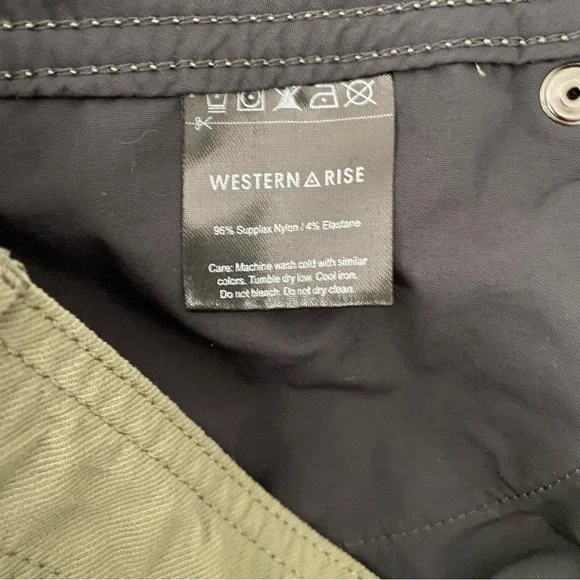 WESTERN RISE
96% Supplex Nylon / 4% Elastane
Care: Machine wash cold with similar
colors. Tumble dry low. Cool iron.
Do not bleach. Do not dry clean.